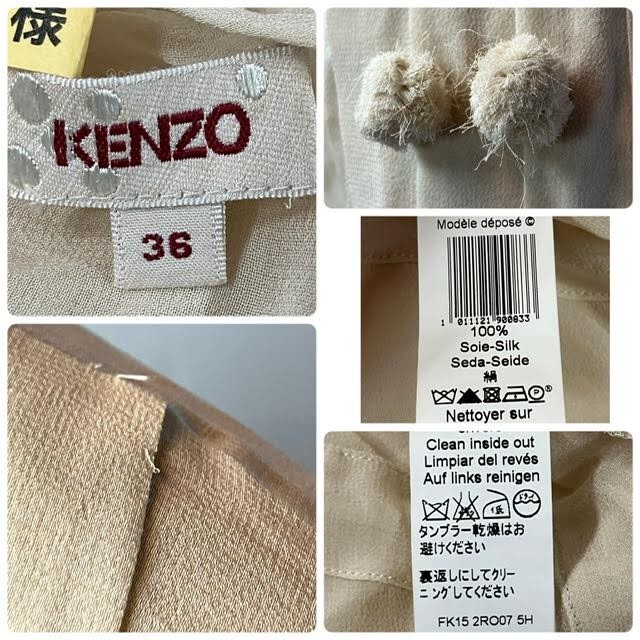 様
KENZO
36
Modèle déposé ©
1 011121 900833
100%
Soie-Silk
Seda-Seide
絹
Nettoyer sur
Clean inside out
Limpiar del revés
Auf links reinigen
タンブラー乾燥はお
避けください
裏返しにしてクリー
ニングしてください
FK15 2RO07 5H